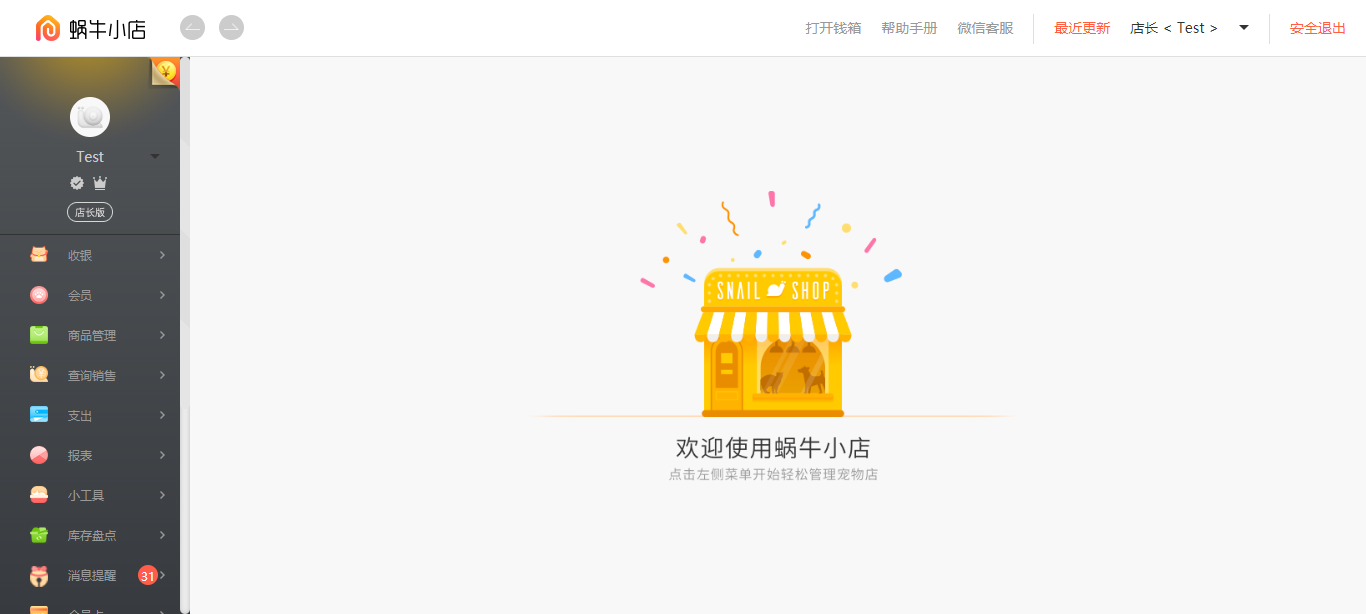 蜗牛小店
打开钱箱 帮助手册 微信客服 最近更新 店长 < Test > 安全退出
¥
Test
店长版
收银
会员
商品管理
查询销售
支出
报表
小工具
库存盘点
消息提醒 31
SNAIL SHOP
欢迎使用蜗牛小店
点击左侧菜单开始轻松管理宠物店